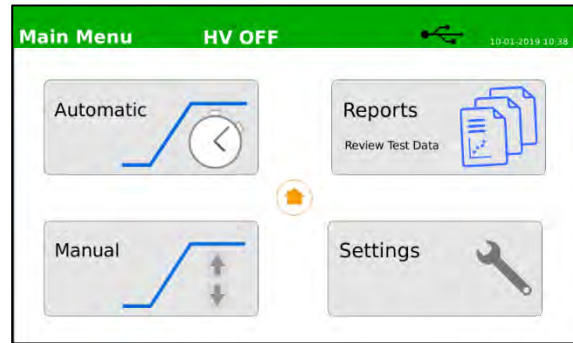 Main Menu HV OFF 10-01-2019 10:38
Automatic
Reports
Review Test Data
Manual
Settings